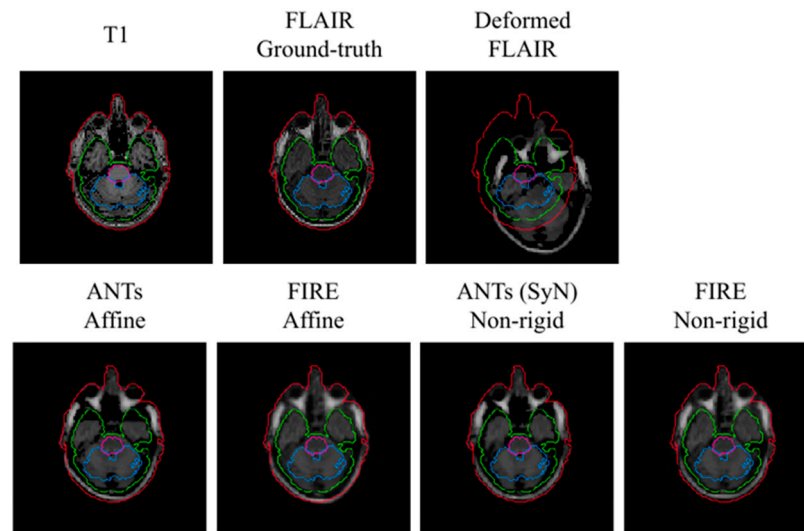 T1
FLAIR
Ground-truth
Deformed
FLAIR
ANTs
Affine
FIRE
Affine
ANTs (SyN)
Non-rigid
FIRE
Non-rigid